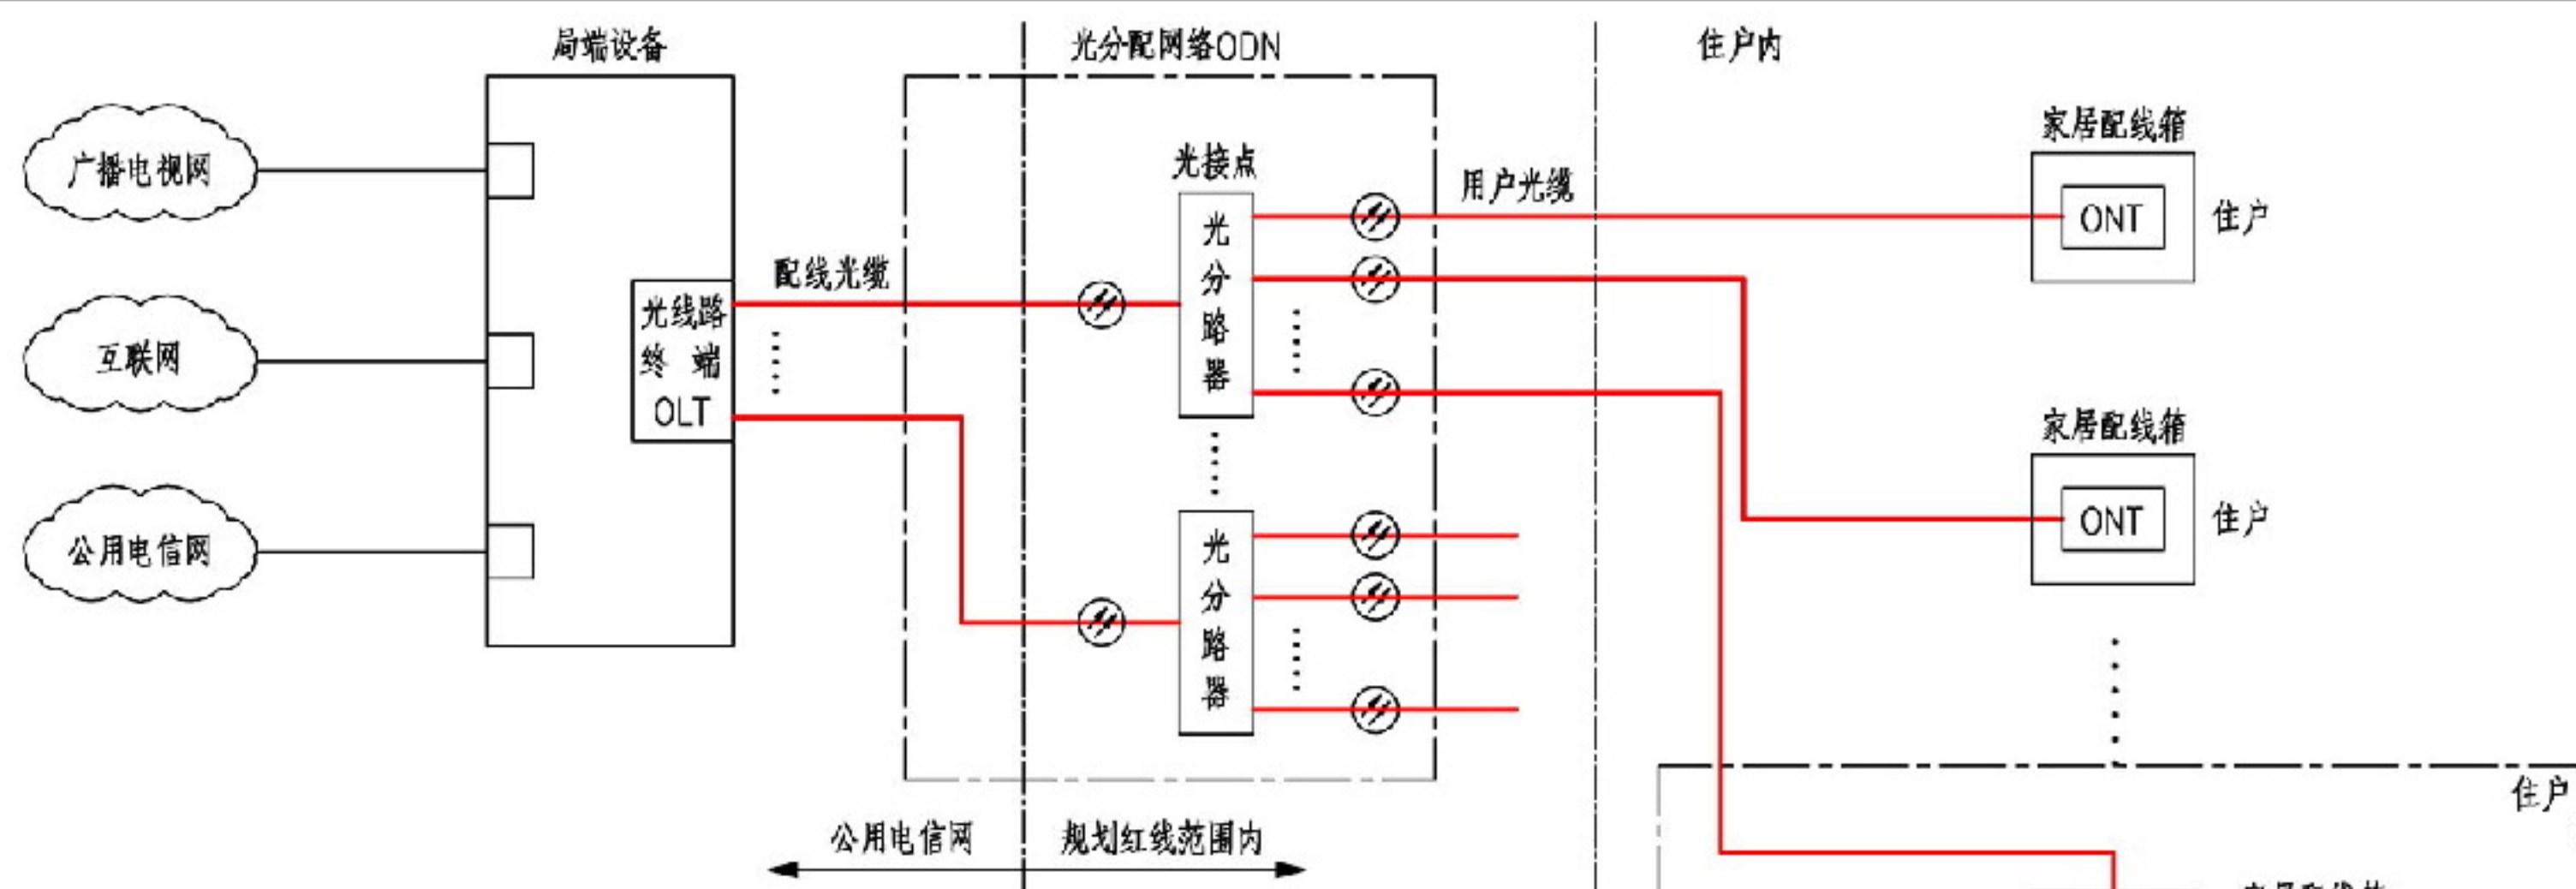 局端设备
光分配网络ODN
住户内
广播电视网
互联网
公用电信网
光线路
终 端
OLT
配线光缆
光接点
光分路器
光分路器
用户光缆
家居配线箱
ONT
住户
家居配线箱
ONT
住户
住户
公用电信网
规划红线范围内